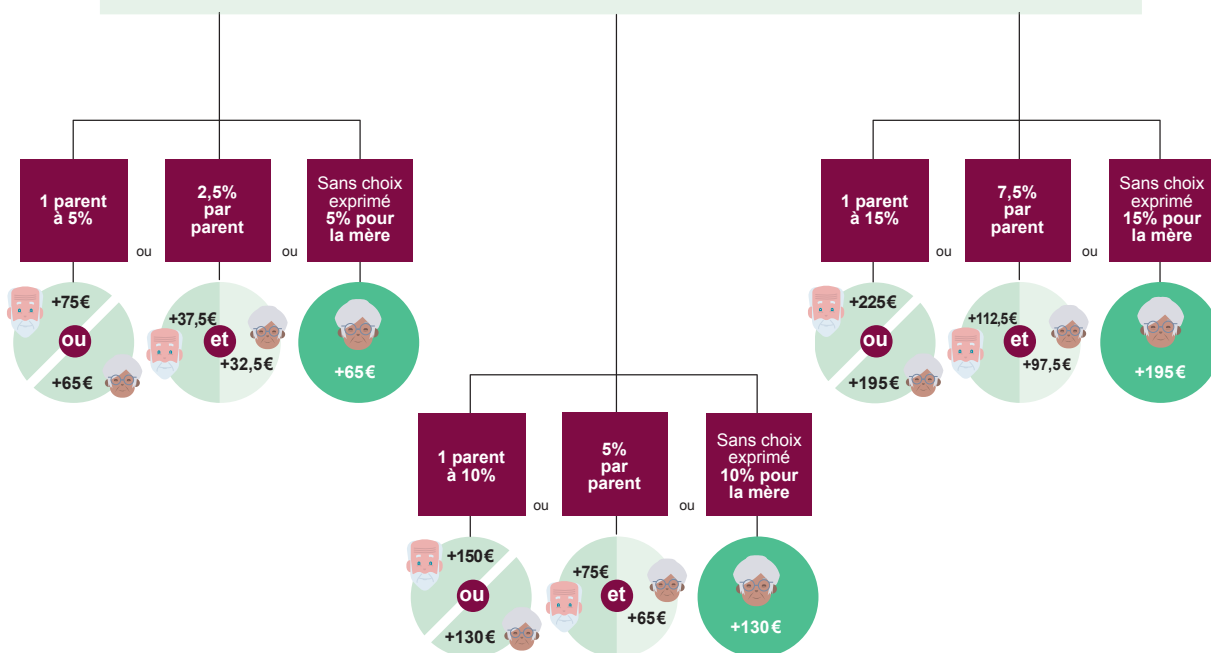 1 parent
à 5%
ou
2,5%
par
parent
ou
Sans choix
exprimé
5% pour
la mère
+75€
ou
+65€
+37,5€
et
+32,5€
+65€
1 parent
à 10%
ou
5%
par
parent
ou
Sans choix
exprimé
10% pour
la mère
+150€
ou
+130€
+75€
et
+65€
+130€
1 parent
à 15%
ou
7,5%
par
parent
ou
Sans choix
exprimé
15% pour
la mère
+225€
ou
+195€
+112,5€
et
+97,5€
+195€